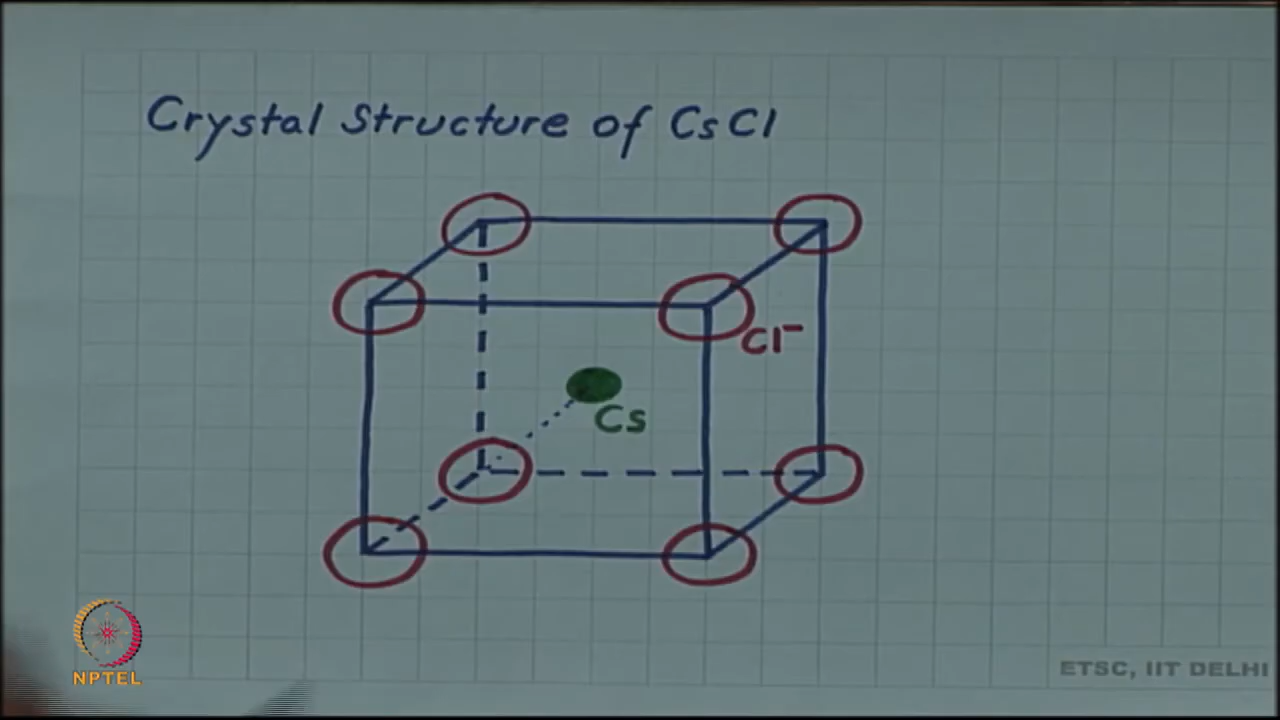 Crystal Structure of CsCl
Cl⁻
Cs
NPTEL
ETSC, IIT DELHI